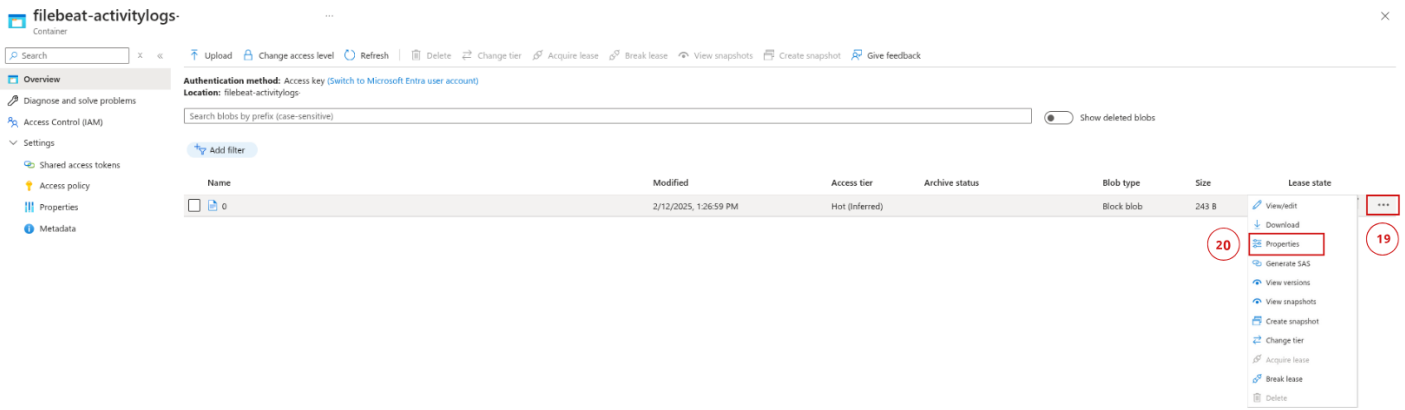 filebeat-activitylogs- ...
Container
Search
Upload Change access level Refresh Delete Change tier Acquire lease Break lease View snapshots Create snapshot Give feedback
Overview
Diagnose and solve problems
Access Control (IAM)
Settings
Shared access tokens
Access policy
Properties
Metadata
Authentication method: Access key (Switch to Microsoft Entra user account)
Location: filebeat-activitylogs-
Search blobs by prefix (case-sensitive)
Show deleted blobs
Add filter
Name Modified Access tier Archive status Blob type Size Lease state
0 2/12/2025, 1:26:59 PM Hot (Inferred) Block blob 243 B ...
19
20
View/edit
Download
Properties
Generate SAS
View versions
View snapshots
Create snapshot
Change tier
Acquire lease
Break lease
Delete